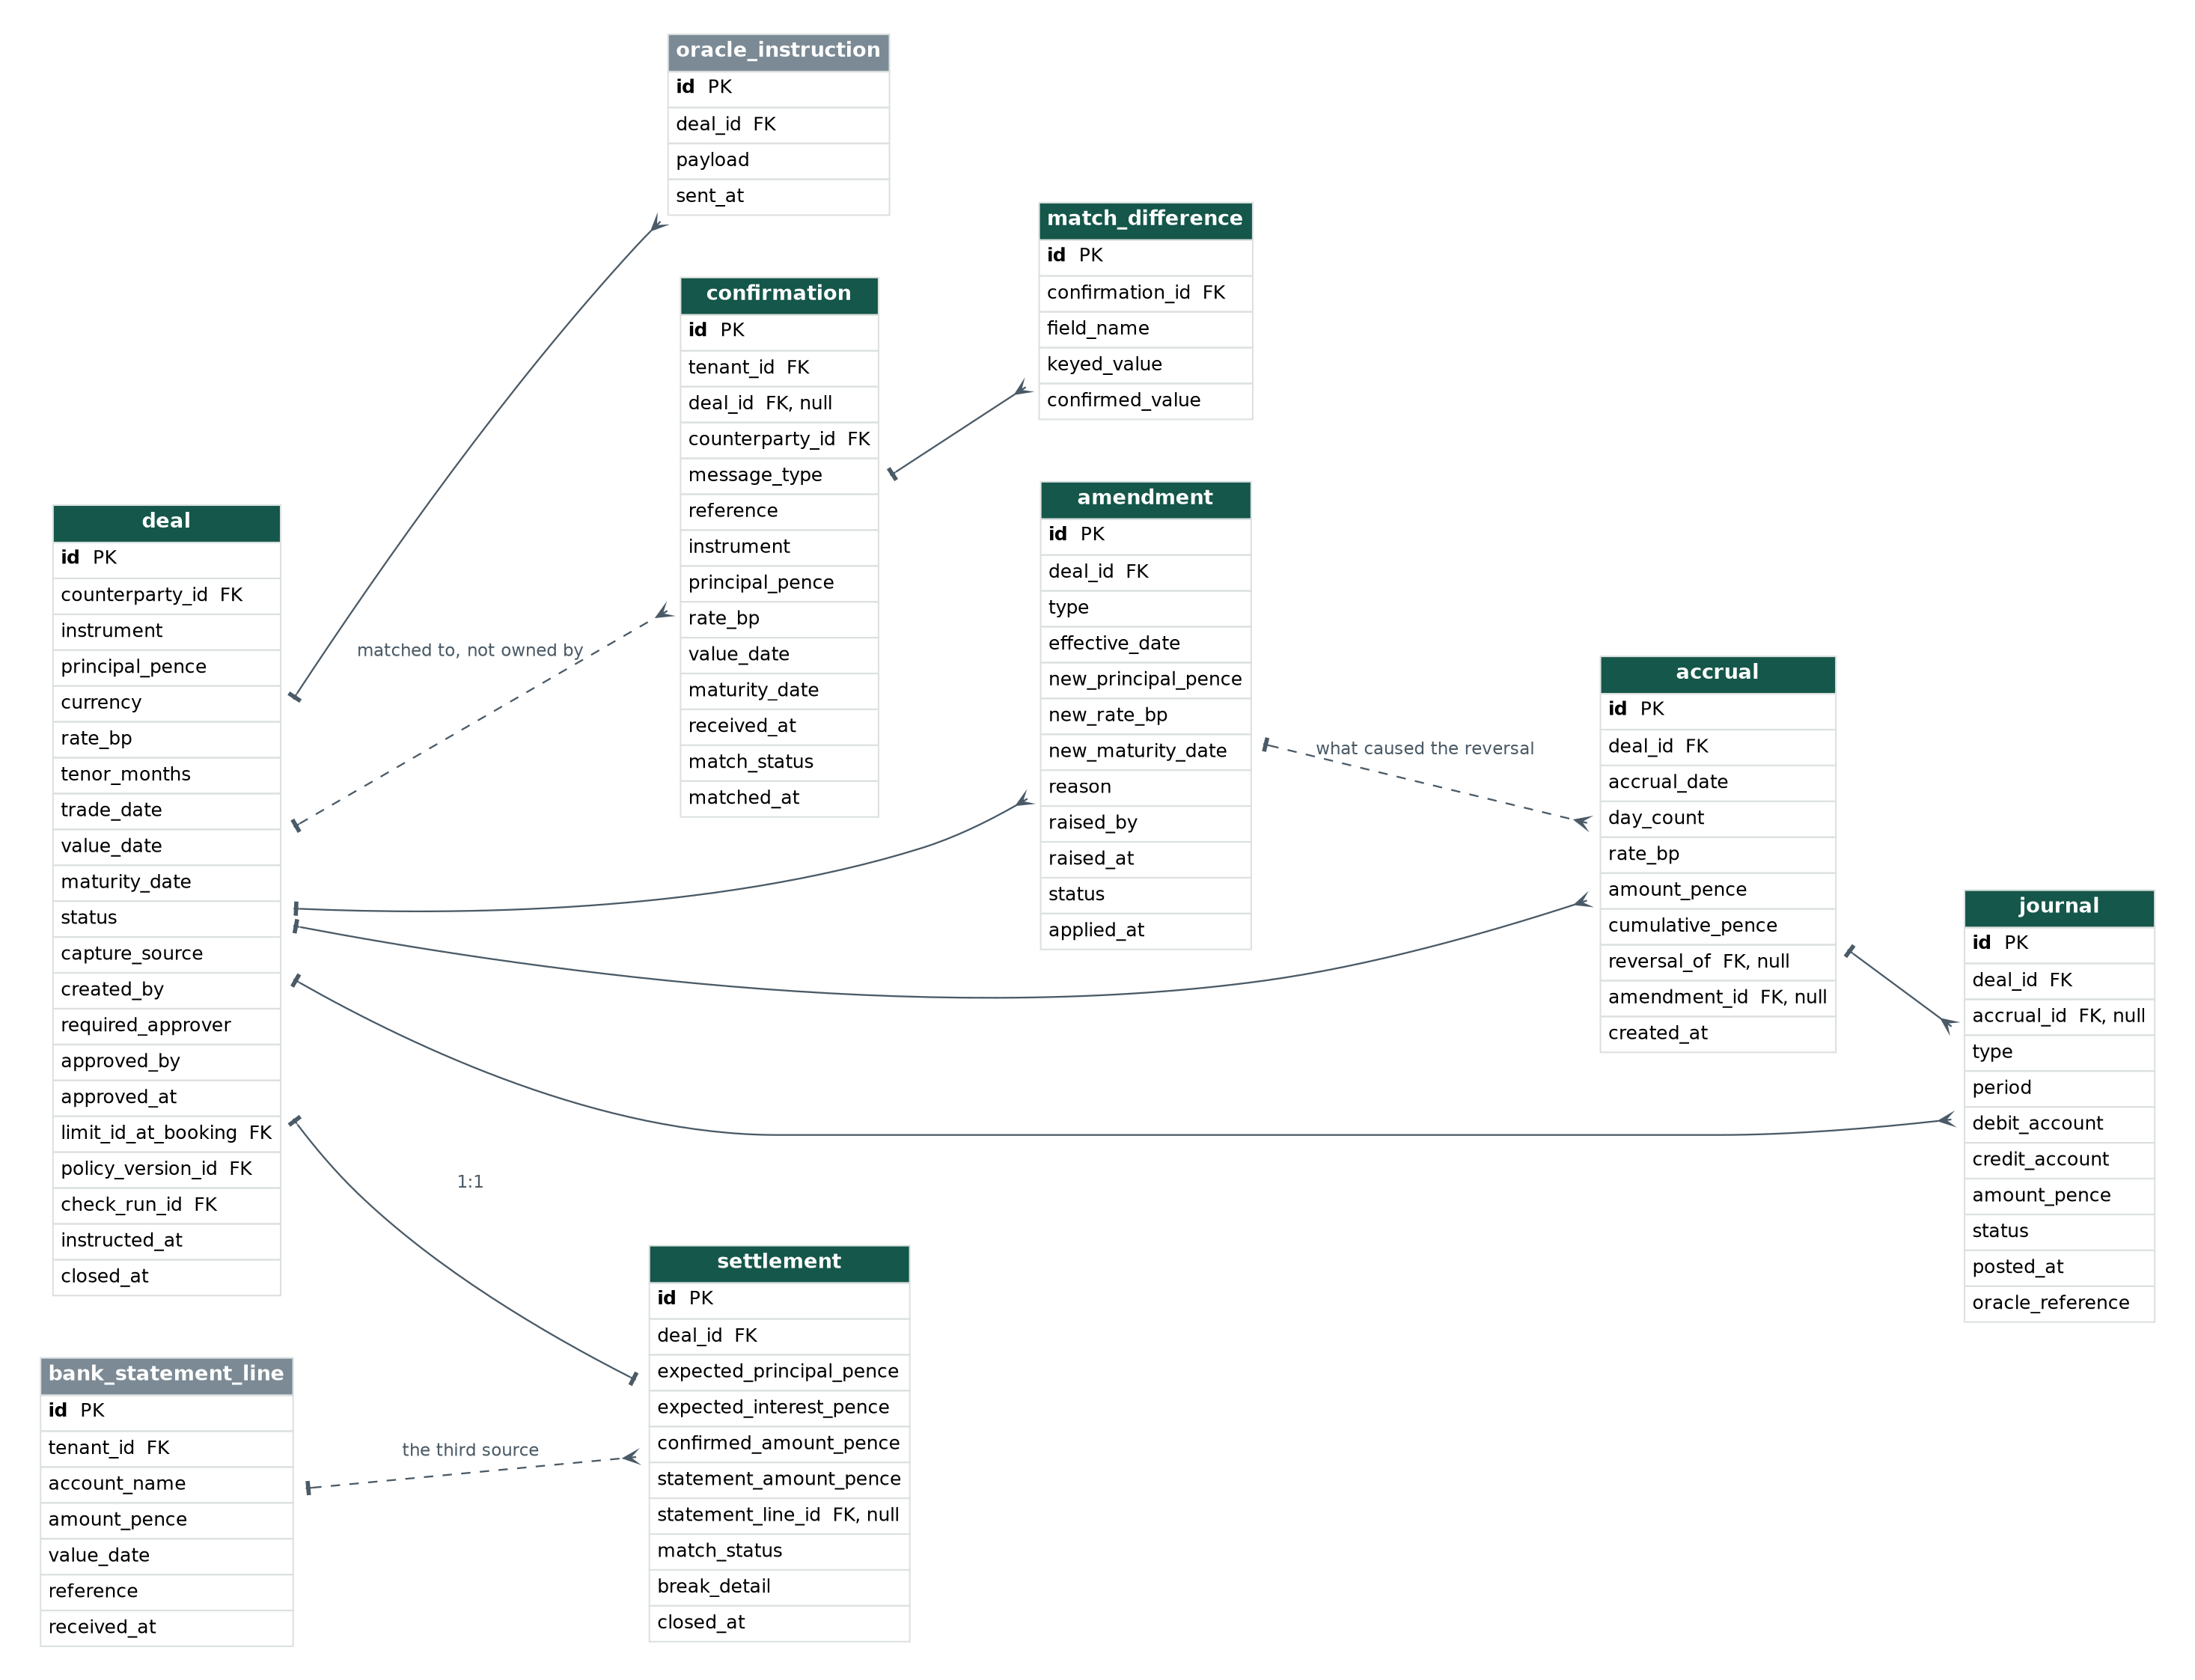 oracle_instruction
id PK
deal_id FK
payload
sent_at
match_difference
id PK
confirmation_id FK
field_name
keyed_value
confirmed_value
confirmation
id PK
tenant_id FK
deal_id FK, null
counterparty_id FK
message_type
reference
instrument
principal_pence
rate_bp
value_date
maturity_date
received_at
match_status
matched_at
amendment
id PK
deal_id FK
type
effective_date
new_principal_pence
new_rate_bp
new_maturity_date
reason
raised_by
raised_at
status
applied_at
deal
id PK
counterparty_id FK
instrument
principal_pence
currency
rate_bp
tenor_months
trade_date
value_date
maturity_date
status
capture_source
created_by
required_approver
approved_by
approved_at
limit_id_at_booking FK
policy_version_id FK
check_run_id FK
instructed_at
closed_at
matched to, not owned by
what caused the reversal
accrual
id PK
deal_id FK
accrual_date
day_count
rate_bp
amount_pence
cumulative_pence
reversal_of FK, null
amendment_id FK, null
created_at
journal
id PK
deal_id FK
accrual_id FK, null
type
period
debit_account
credit_account
amount_pence
status
posted_at
oracle_reference
1:1
settlement
id PK
deal_id FK
expected_principal_pence
expected_interest_pence
confirmed_amount_pence
statement_amount_pence
statement_line_id FK, null
match_status
break_detail
closed_at
bank_statement_line
id PK
tenant_id FK
account_name
amount_pence
value_date
reference
received_at
the third source